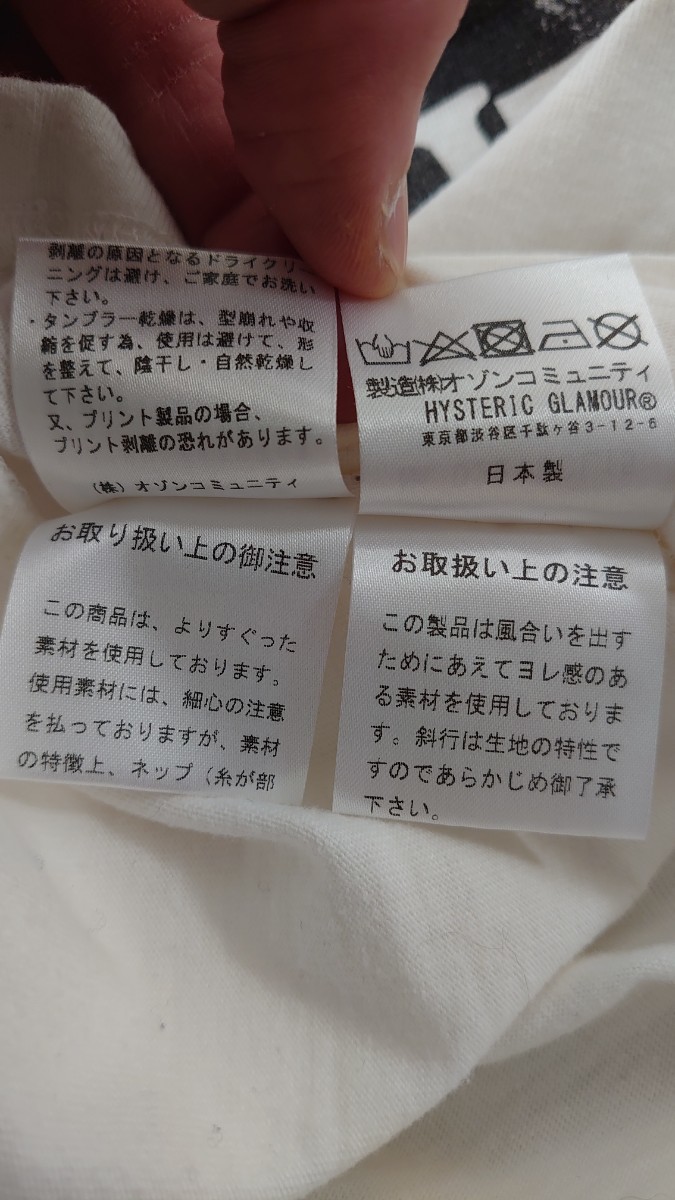 剥離の原因となるドライクリー
ニングは避け、ご家庭でお洗い
下さい。
・タンブラー乾燥は、型崩れや収
縮を促す為、使用は避けて、形
を整えて、陰干し・自然乾燥し
て下さい。
又、プリント製品の場合、
プリント剥離の恐れがあります。
(株)オゾンコミュニティ
製造(株)オゾンコミュニティ
HYSTERIC GLAMOUR®
東京都渋谷区千駄ヶ谷3-12-6
日本製
お取り扱い上の御注意
この商品は、よりすぐった
素材を使用しております。
使用素材には、細心の注意
を払っておりますが、素材
の特徴上、ネップ(糸が部
お取扱い上の注意
この製品は風合いを出す
ためにあえてヨレ感のあ
る素材を使用しておりま
す。斜行は生地の特性で
すのであらかじめ御了承
下さい。